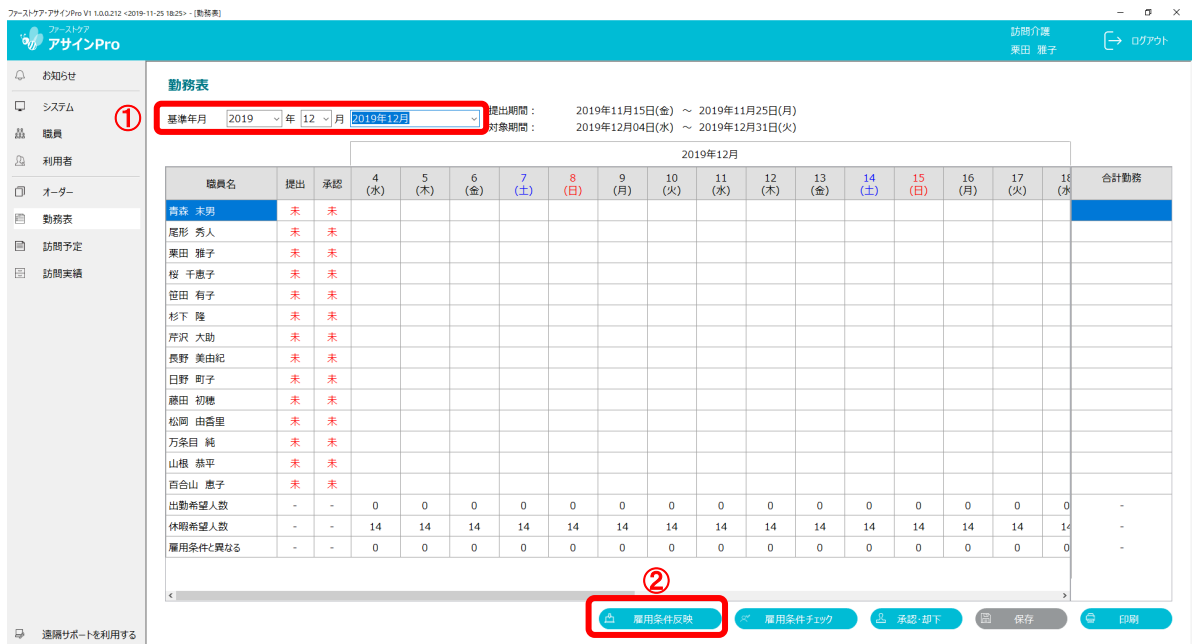 ファーストケア・アサインPro V1 1.0.0.212 <2019-11-25 18:25> - [勤務表]
ファーストケア
アサインPro
訪問介護
栗田 雅子
ログアウト
お知らせ
システム
職員
利用者
オーダー
勤務表
訪問予定
訪問実績
遠隔サポートを利用する
勤務表
①
基準年月 2019 年 12 月 2019年12月
提出期間： 2019年11月15日(金) ～ 2019年11月25日(月)
対象期間： 2019年12月04日(水) ～ 2019年12月31日(火)
2019年12月
職員名 提出 承認 4 5 6 7 8 9 10 11 12 13 14 15 16 17 18 合計勤務
(水) (木) (金) (土) (日) (月) (火) (水) (木) (金) (土) (日) (月) (火) (水
青森 末男 未 未
尾形 秀人 未 未
栗田 雅子 未 未
桜 千恵子 未 未
笹田 有子 未 未
杉下 隆 未 未
芹沢 大助 未 未
長野 美由紀 未 未
日野 町子 未 未
藤田 初穂 未 未
松岡 由香里 未 未
万条目 純 未 未
山根 恭平 未 未
百合山 恵子 未 未
出勤希望人数 - - 0 0 0 0 0 0 0 0 0 0 0 0 0 0 0 -
休暇希望人数 - - 14 14 14 14 14 14 14 14 14 14 14 14 14 14 14 -
雇用条件と異なる - - 0 0 0 0 0 0 0 0 0 0 0 0 0 0 0 -
②
雇用条件反映 雇用条件チェック 承認・却下 保存 印刷